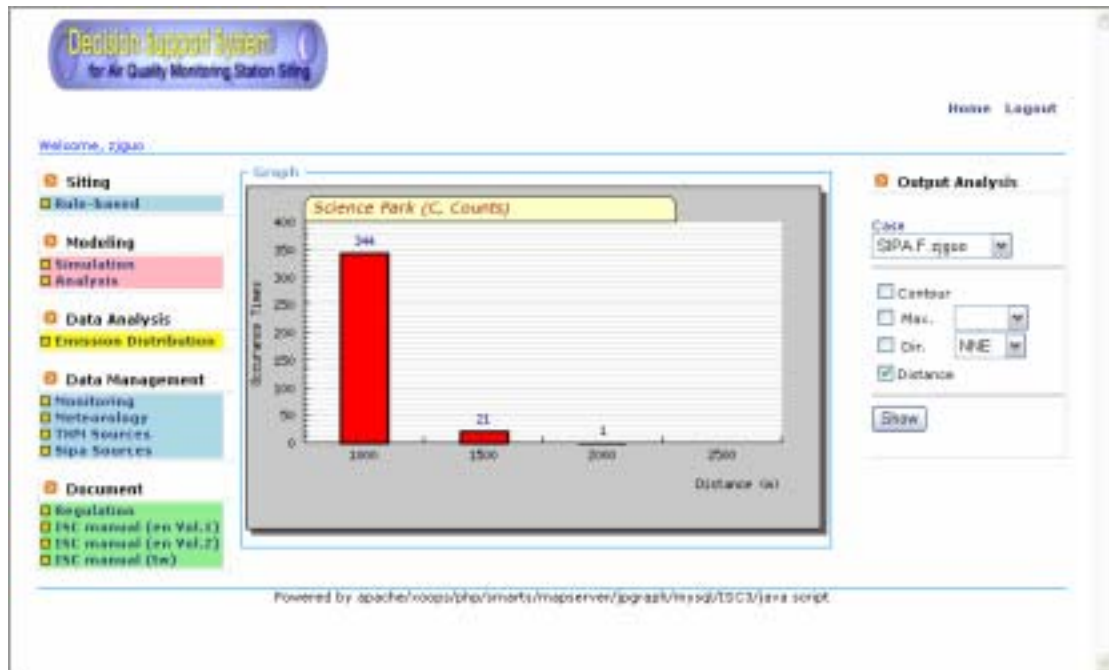 Decision Support System
for Air Quality Monitoring Station Siting
Home Logout
Welcome, zjguo
Siting
Rule-based
Modeling
Simulation
Analysis
Data Analysis
Emission Distribution
Data Management
Monitoring
Meteorology
THM Sources
Sipa Sources
Document
Regulation
ISC manual (en Vol.1)
ISC manual (en Vol.2)
ISC manual (tw)
Graph
Science Park (C, Counts)
Occurance Times
400
350
300
250
200
150
100
50
0
344
21
1
1000 1500 2000 2500
Distance (m)
Output Analysis
Case
SIPA.F.zjguo
Contour
Max.
Dir. NNE
Distance
Show
Powered by apache/xoops/php/smarts/mapserver/jpgraph/mysql/ISC3/java script